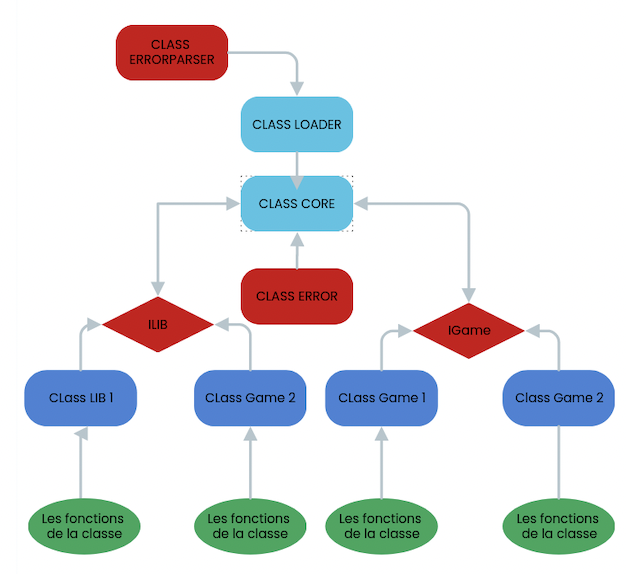 CLASS
ERRORPARSER
CLASS LOADER
CLASS CORE
CLASS ERROR
ILIB
IGame
CLass LIB 1
CLass Game 2
CLass Game 1
Class Game 2
Les fonctions
de la classe
Les fonctions
de la classe
Les fonctions
de la classe
Les fonctions
de la classe